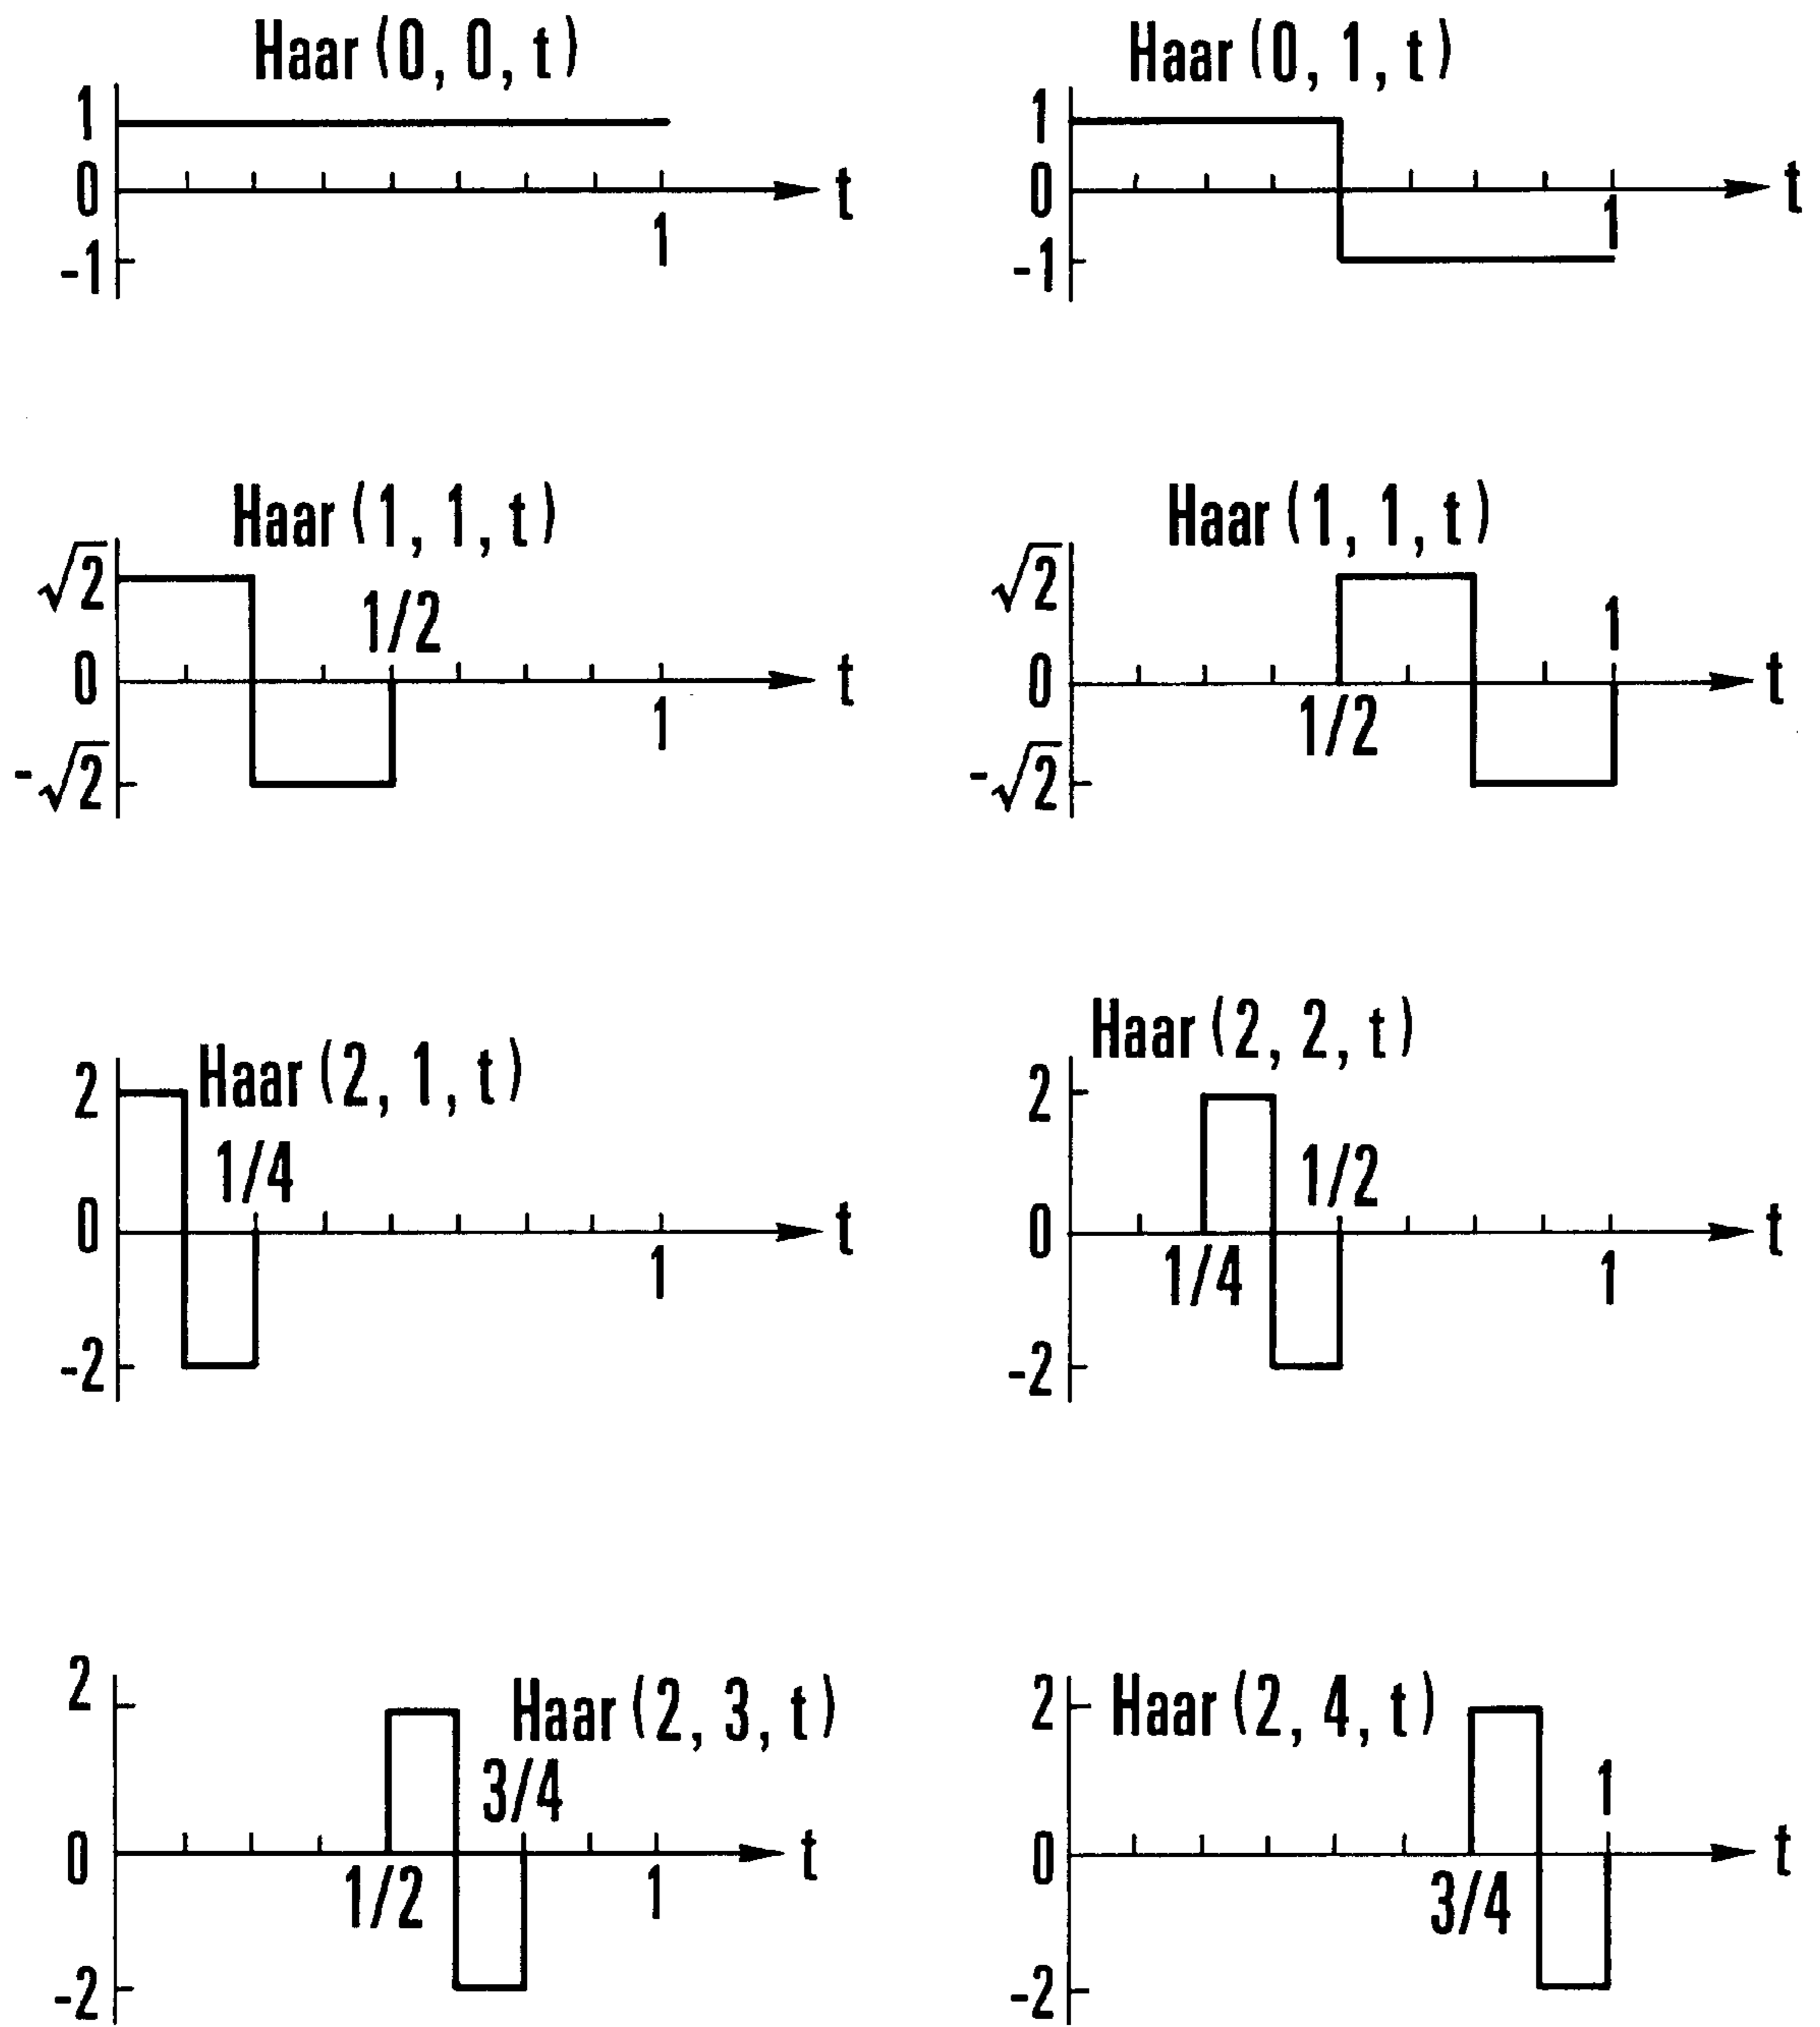 Haar (0, 0, t)
1
0
-1
1
t
Haar (0, 1, t)
1
0
-1
1
t
Haar (1, 1, t)
√2
0
-√2
1/2
1
t
Haar (1, 1, t)
√2
0
-√2
1/2
1
t
Haar (2, 1, t)
2
0
-2
1/4
1
t
Haar (2, 2, t)
2
0
-2
1/4
1/2
1
t
Haar (2, 3, t)
2
0
-2
1/2
3/4
1
t
Haar (2, 4, t)
2
0
-2
3/4
1
t